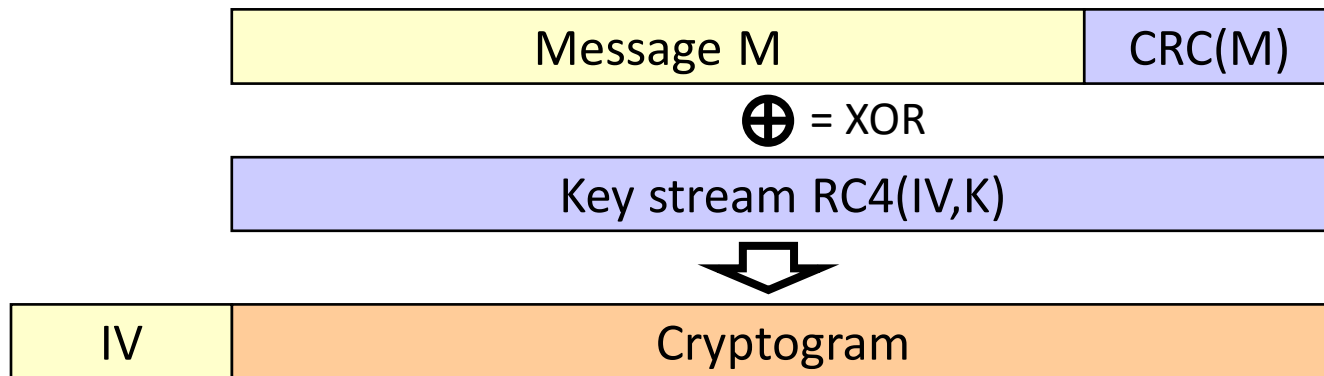 Message M CRC(M)
⊕ = XOR
Key stream RC4(IV,K)
IV Cryptogram